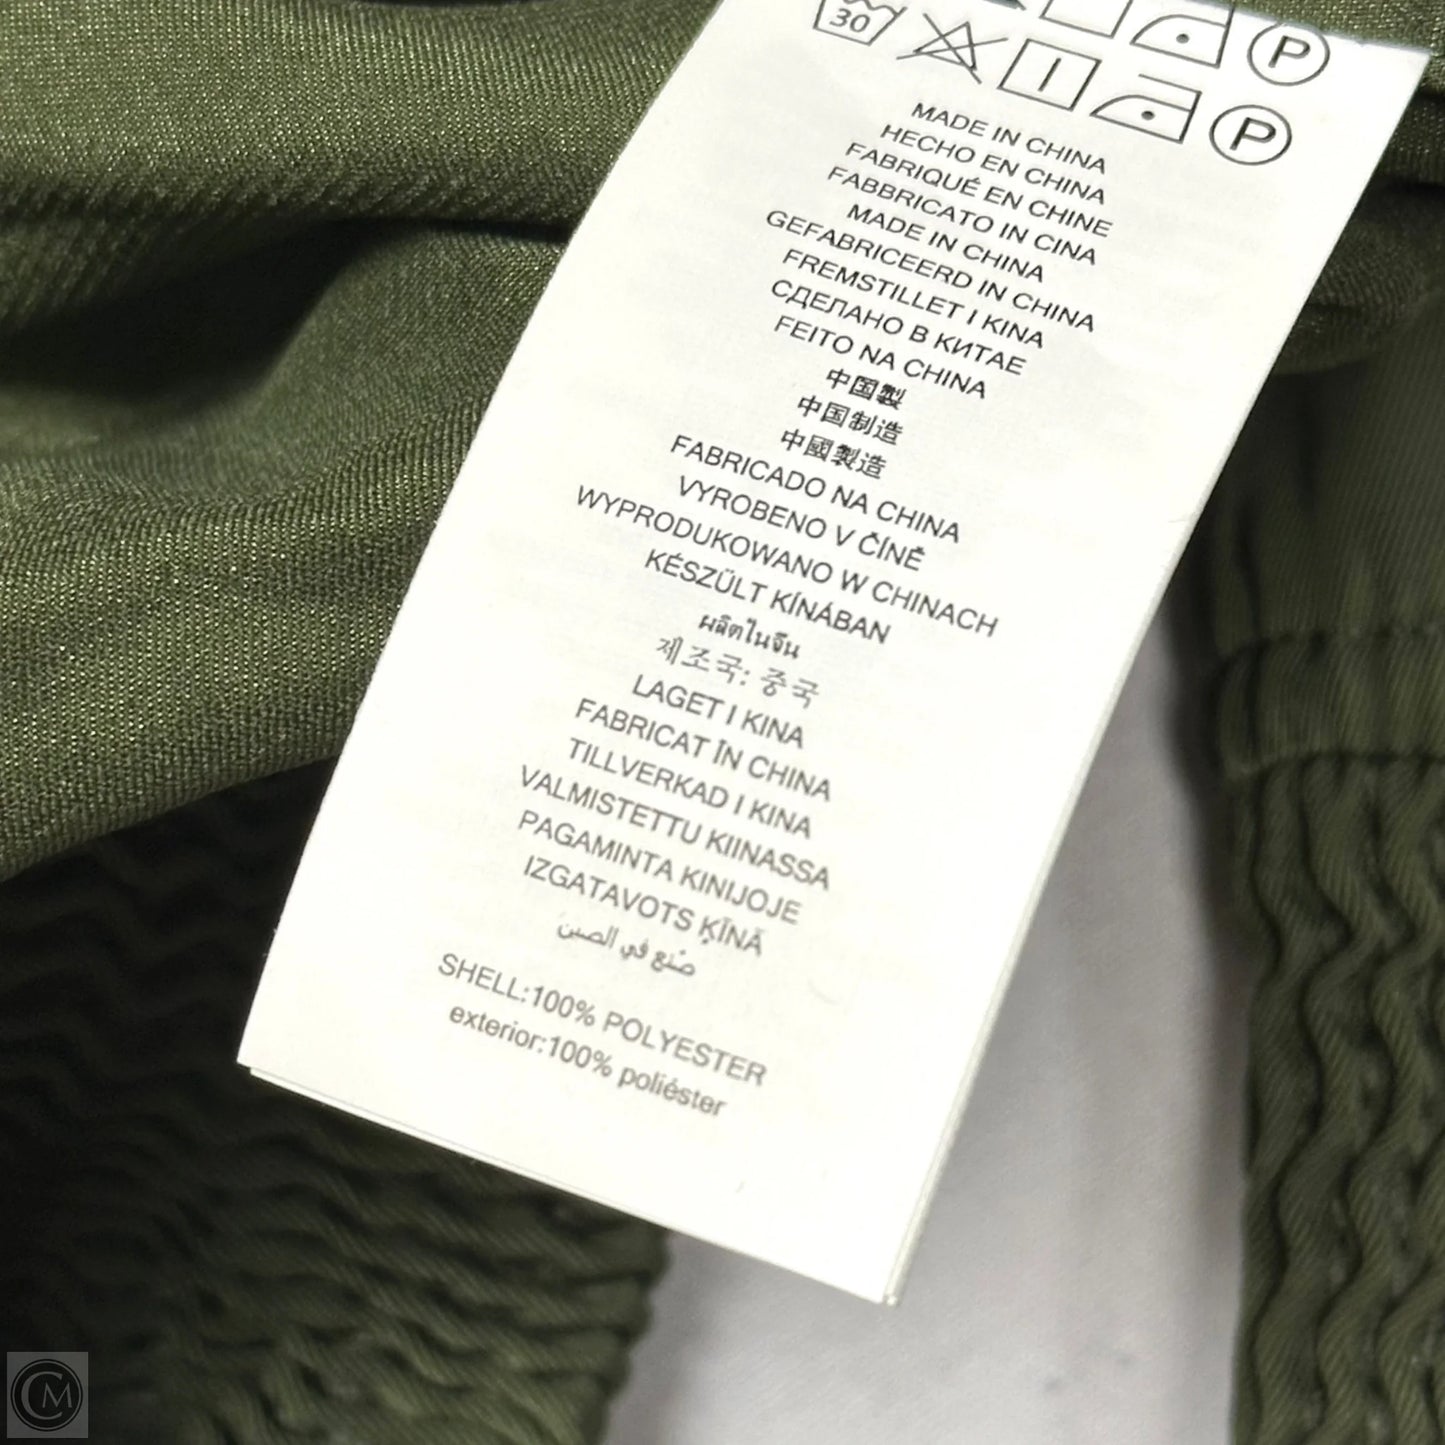 P
30 P
MADE IN CHINA
HECHO EN CHINA
FABRIQUÉ EN CHINE
FABBRICATO IN CINA
MADE IN CHINA
GEFABRICEERD IN CHINA
FREMSTILLET I KINA
СДЕЛАНО В КИТАЕ
FEITO NA CHINA
中国製
中国制造
中國製造
FABRICADO NA CHINA
VYROBENO V ČÍNĚ
WYPRODUKOWANO W CHINACH
KÉSZÜLT KÍNÁBAN
ผลิตในจีน
제조국: 중국
LAGET I KINA
FABRICAT ÎN CHINA
TILLVERKAD I KINA
VALMISTETTU KIINASSA
PAGAMINTA KINIJOJE
IZGATAVOTS ĶĪNĀ
صنع في الصين
SHELL:100% POLYESTER
exterior:100% poliéster
CM